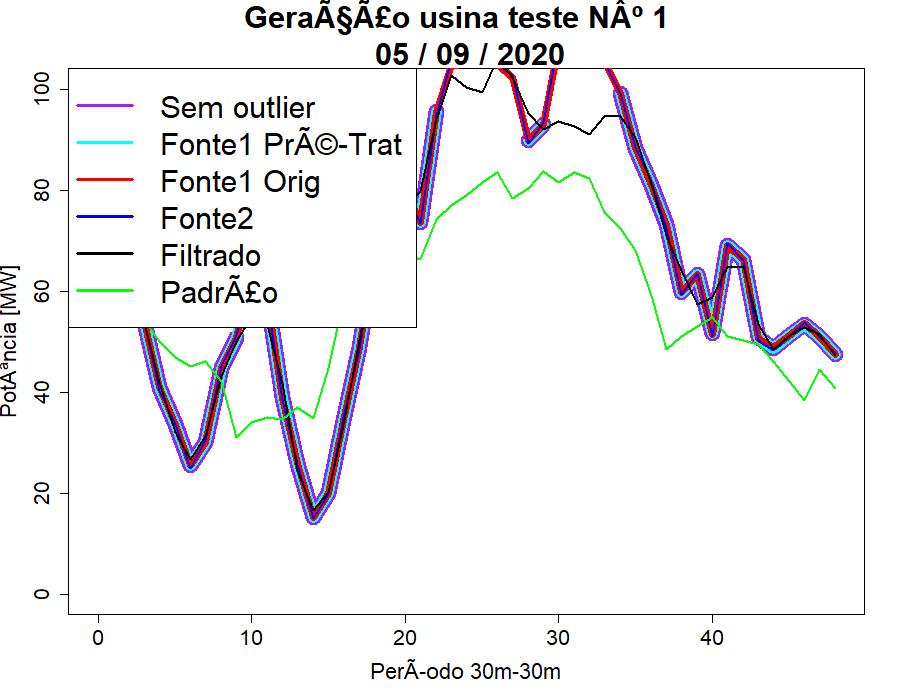 GeraÃ§Ã£o usina teste NÂº 1
05 / 09 / 2020
Sem outlier
Fonte1 PrÃ©-Trat
Fonte1 Orig
Fonte2
Filtrado
PadrÃ£o
PotÃªncia [MW]
100
80
60
40
20
0
0 10 20 30 40
PerÃ-odo 30m-30m